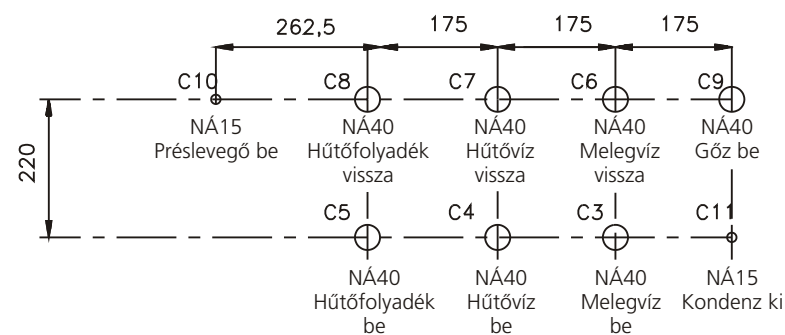 262,5 175 175 175
C10 C8 C7 C6 C9
NÁ15 NÁ40 NÁ40 NÁ40 NÁ40
Préslevegő be Hűtőfolyadék Hűtővíz Melegvíz Gőz be
vissza vissza vissza
220
C5 C4 C3 C11
NÁ40 NÁ40 NÁ40 NÁ15
Hűtőfolyadék Hűtővíz Melegvíz Kondenz ki
be be be